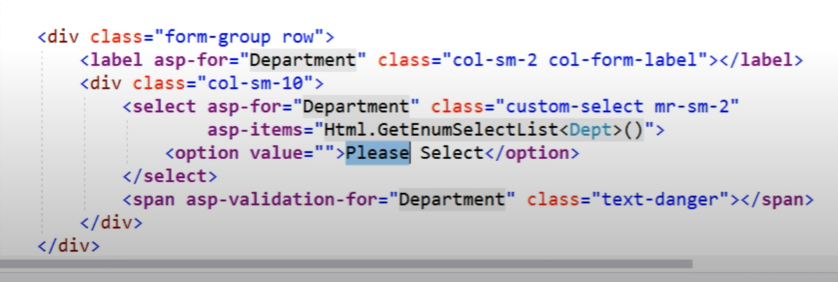 <div class="form-group row">
<label asp-for="Department" class="col-sm-2 col-form-label"></label>
<div class="col-sm-10">
<select asp-for="Department" class="custom-select mr-sm-2"
asp-items="Html.GetEnumSelectList<Dept>()">
<option value="">Please Select</option>
</select>
<span asp-validation-for="Department" class="text-danger"></span>
</div>
</div>